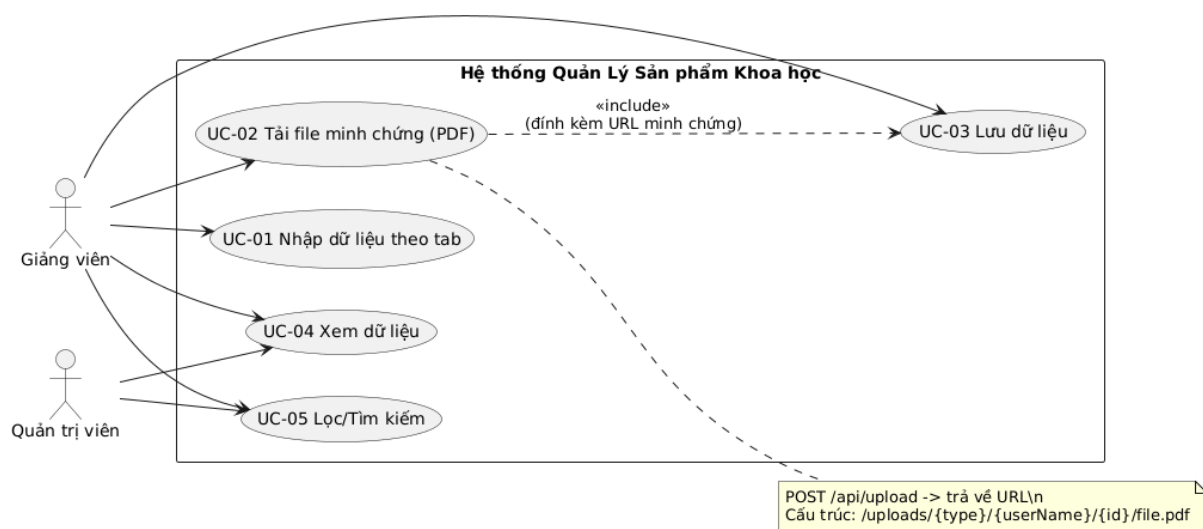 Hệ thống Quản Lý Sản phẩm Khoa học
«include»
(đính kèm URL minh chứng)
UC-02 Tải file minh chứng (PDF)
UC-03 Lưu dữ liệu
UC-01 Nhập dữ liệu theo tab
Giảng viên
UC-04 Xem dữ liệu
UC-05 Lọc/Tìm kiếm
Quản trị viên
POST /api/upload -> trả về URL\n
Cấu trúc: /uploads/{type}/{userName}/{id}/file.pdf